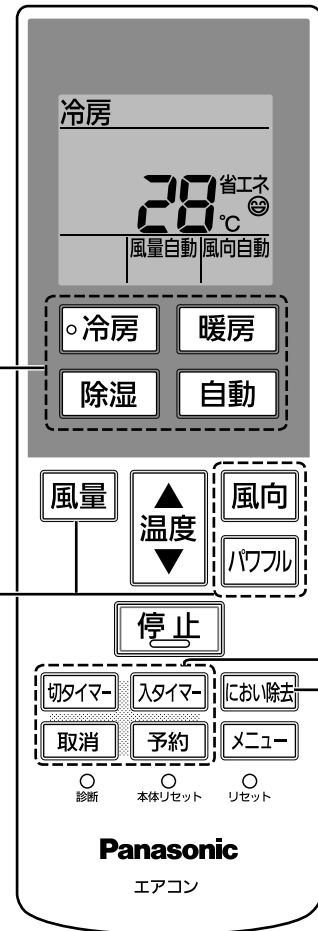 冷房
28℃ 省エネ
風量自動 風向自動
冷房 暖房
除湿 自動
風量 温度 風向
パワフル
停止
切タイマー 入タイマー におい除去
取消 予約 メニュー
診断 本体リセット リセット
Panasonic
エアコン